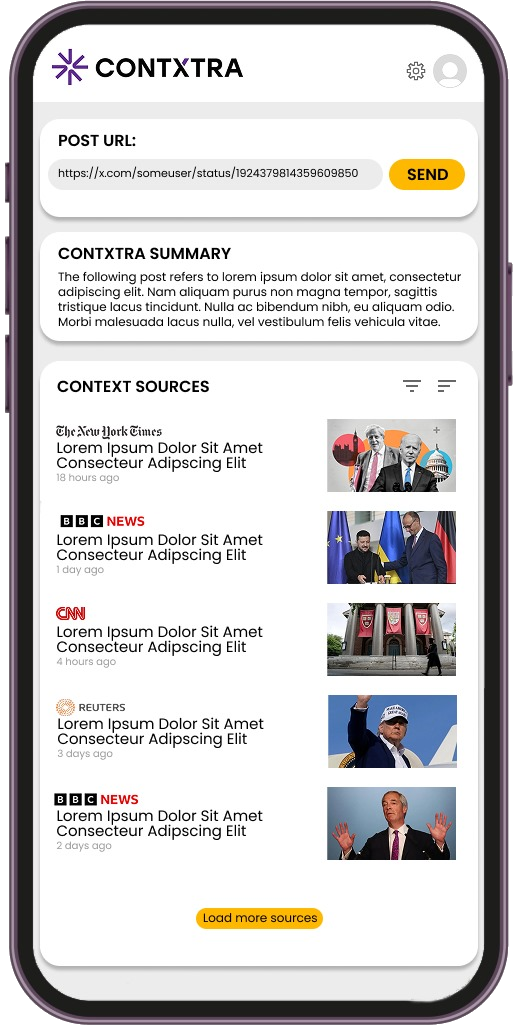 CONTXTRA
POST URL:
https://x.com/someuser/status/1924379814359609850
SEND
CONTXTRA SUMMARY
The following post refers to lorem ipsum dolor sit amet, consectetur
adipiscing elit. Nam aliquam purus non magna tempor, sagittis
tristique lacus tincidunt. Nulla ac bibendum nibh, eu aliquam odio.
Morbi malesuada lacus nulla, vel vestibulum felis vehicula vitae.
CONTEXT SOURCES
The New York Times
Lorem Ipsum Dolor Sit Amet
Consecteur Adipscing Elit
18 hours ago
BBC NEWS
Lorem Ipsum Dolor Sit Amet
Consecteur Adipscing Elit
1 day ago
CNN
Lorem Ipsum Dolor Sit Amet
Consecteur Adipscing Elit
4 hours ago
REUTERS
Lorem Ipsum Dolor Sit Amet
Consecteur Adipscing Elit
3 days ago
BBC NEWS
Lorem Ipsum Dolor Sit Amet
Consecteur Adipscing Elit
2 days ago
Load more sources